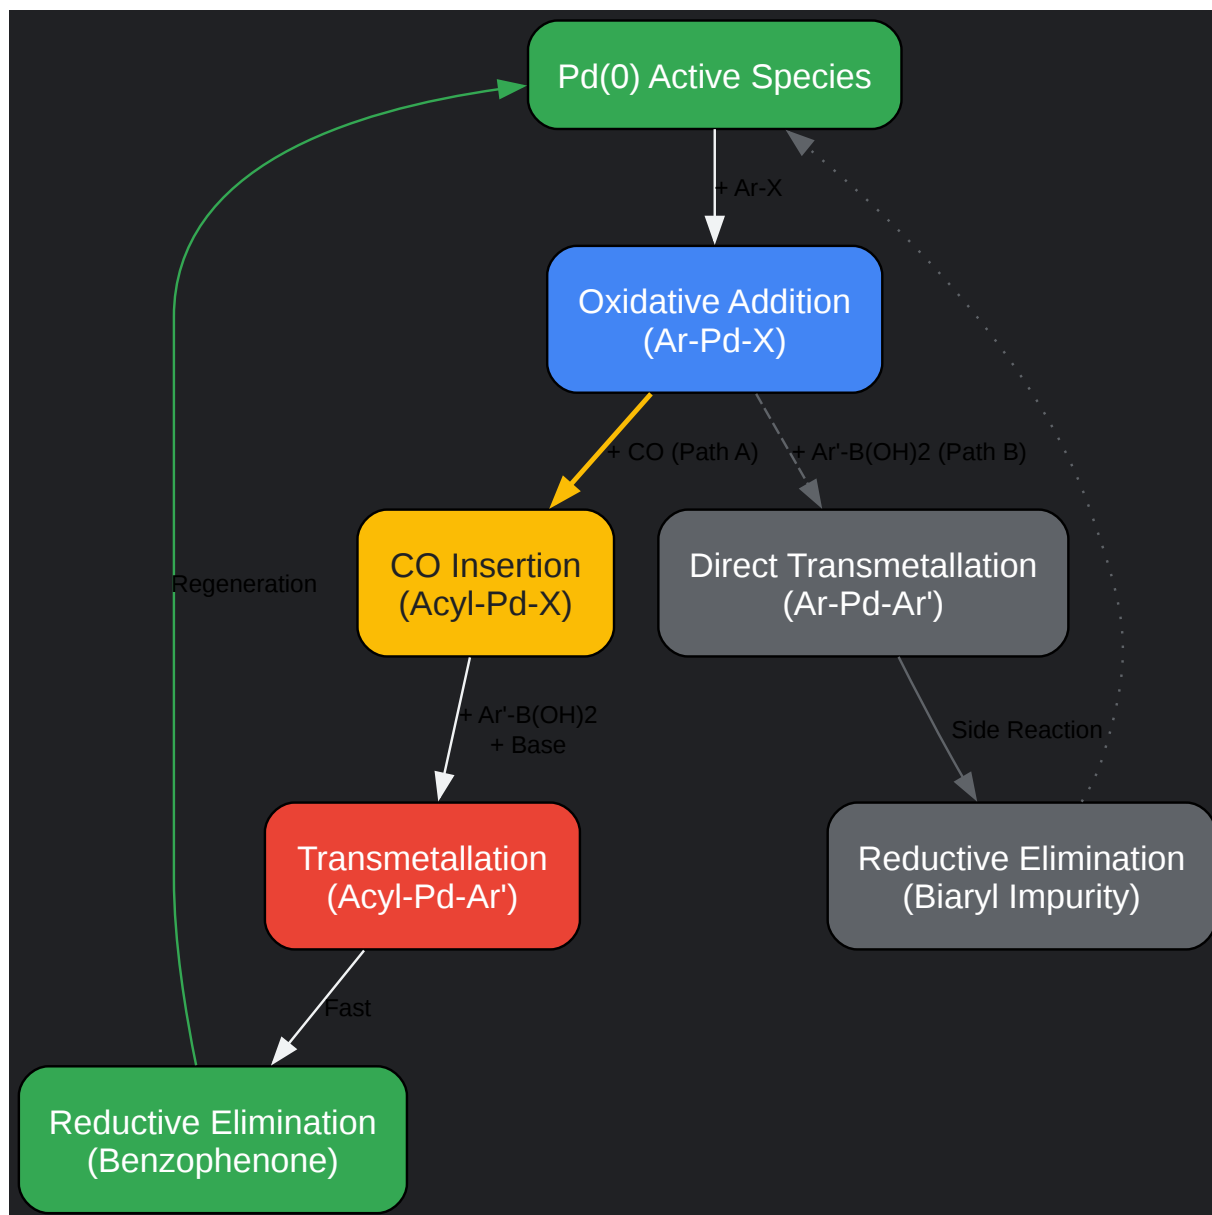 Pd(0) Active Species
+ Ar-X
Oxidative Addition
(Ar-Pd-X)
+ CO (Path A)
+ Ar'-B(OH)2 (Path B)
CO Insertion
(Acyl-Pd-X)
Direct Transmetallation
(Ar-Pd-Ar')
Regeneration
+ Ar'-B(OH)2
+ Base
Side Reaction
Transmetallation
(Acyl-Pd-Ar')
Reductive Elimination
(Biaryl Impurity)
Fast
Reductive Elimination
(Benzophenone)